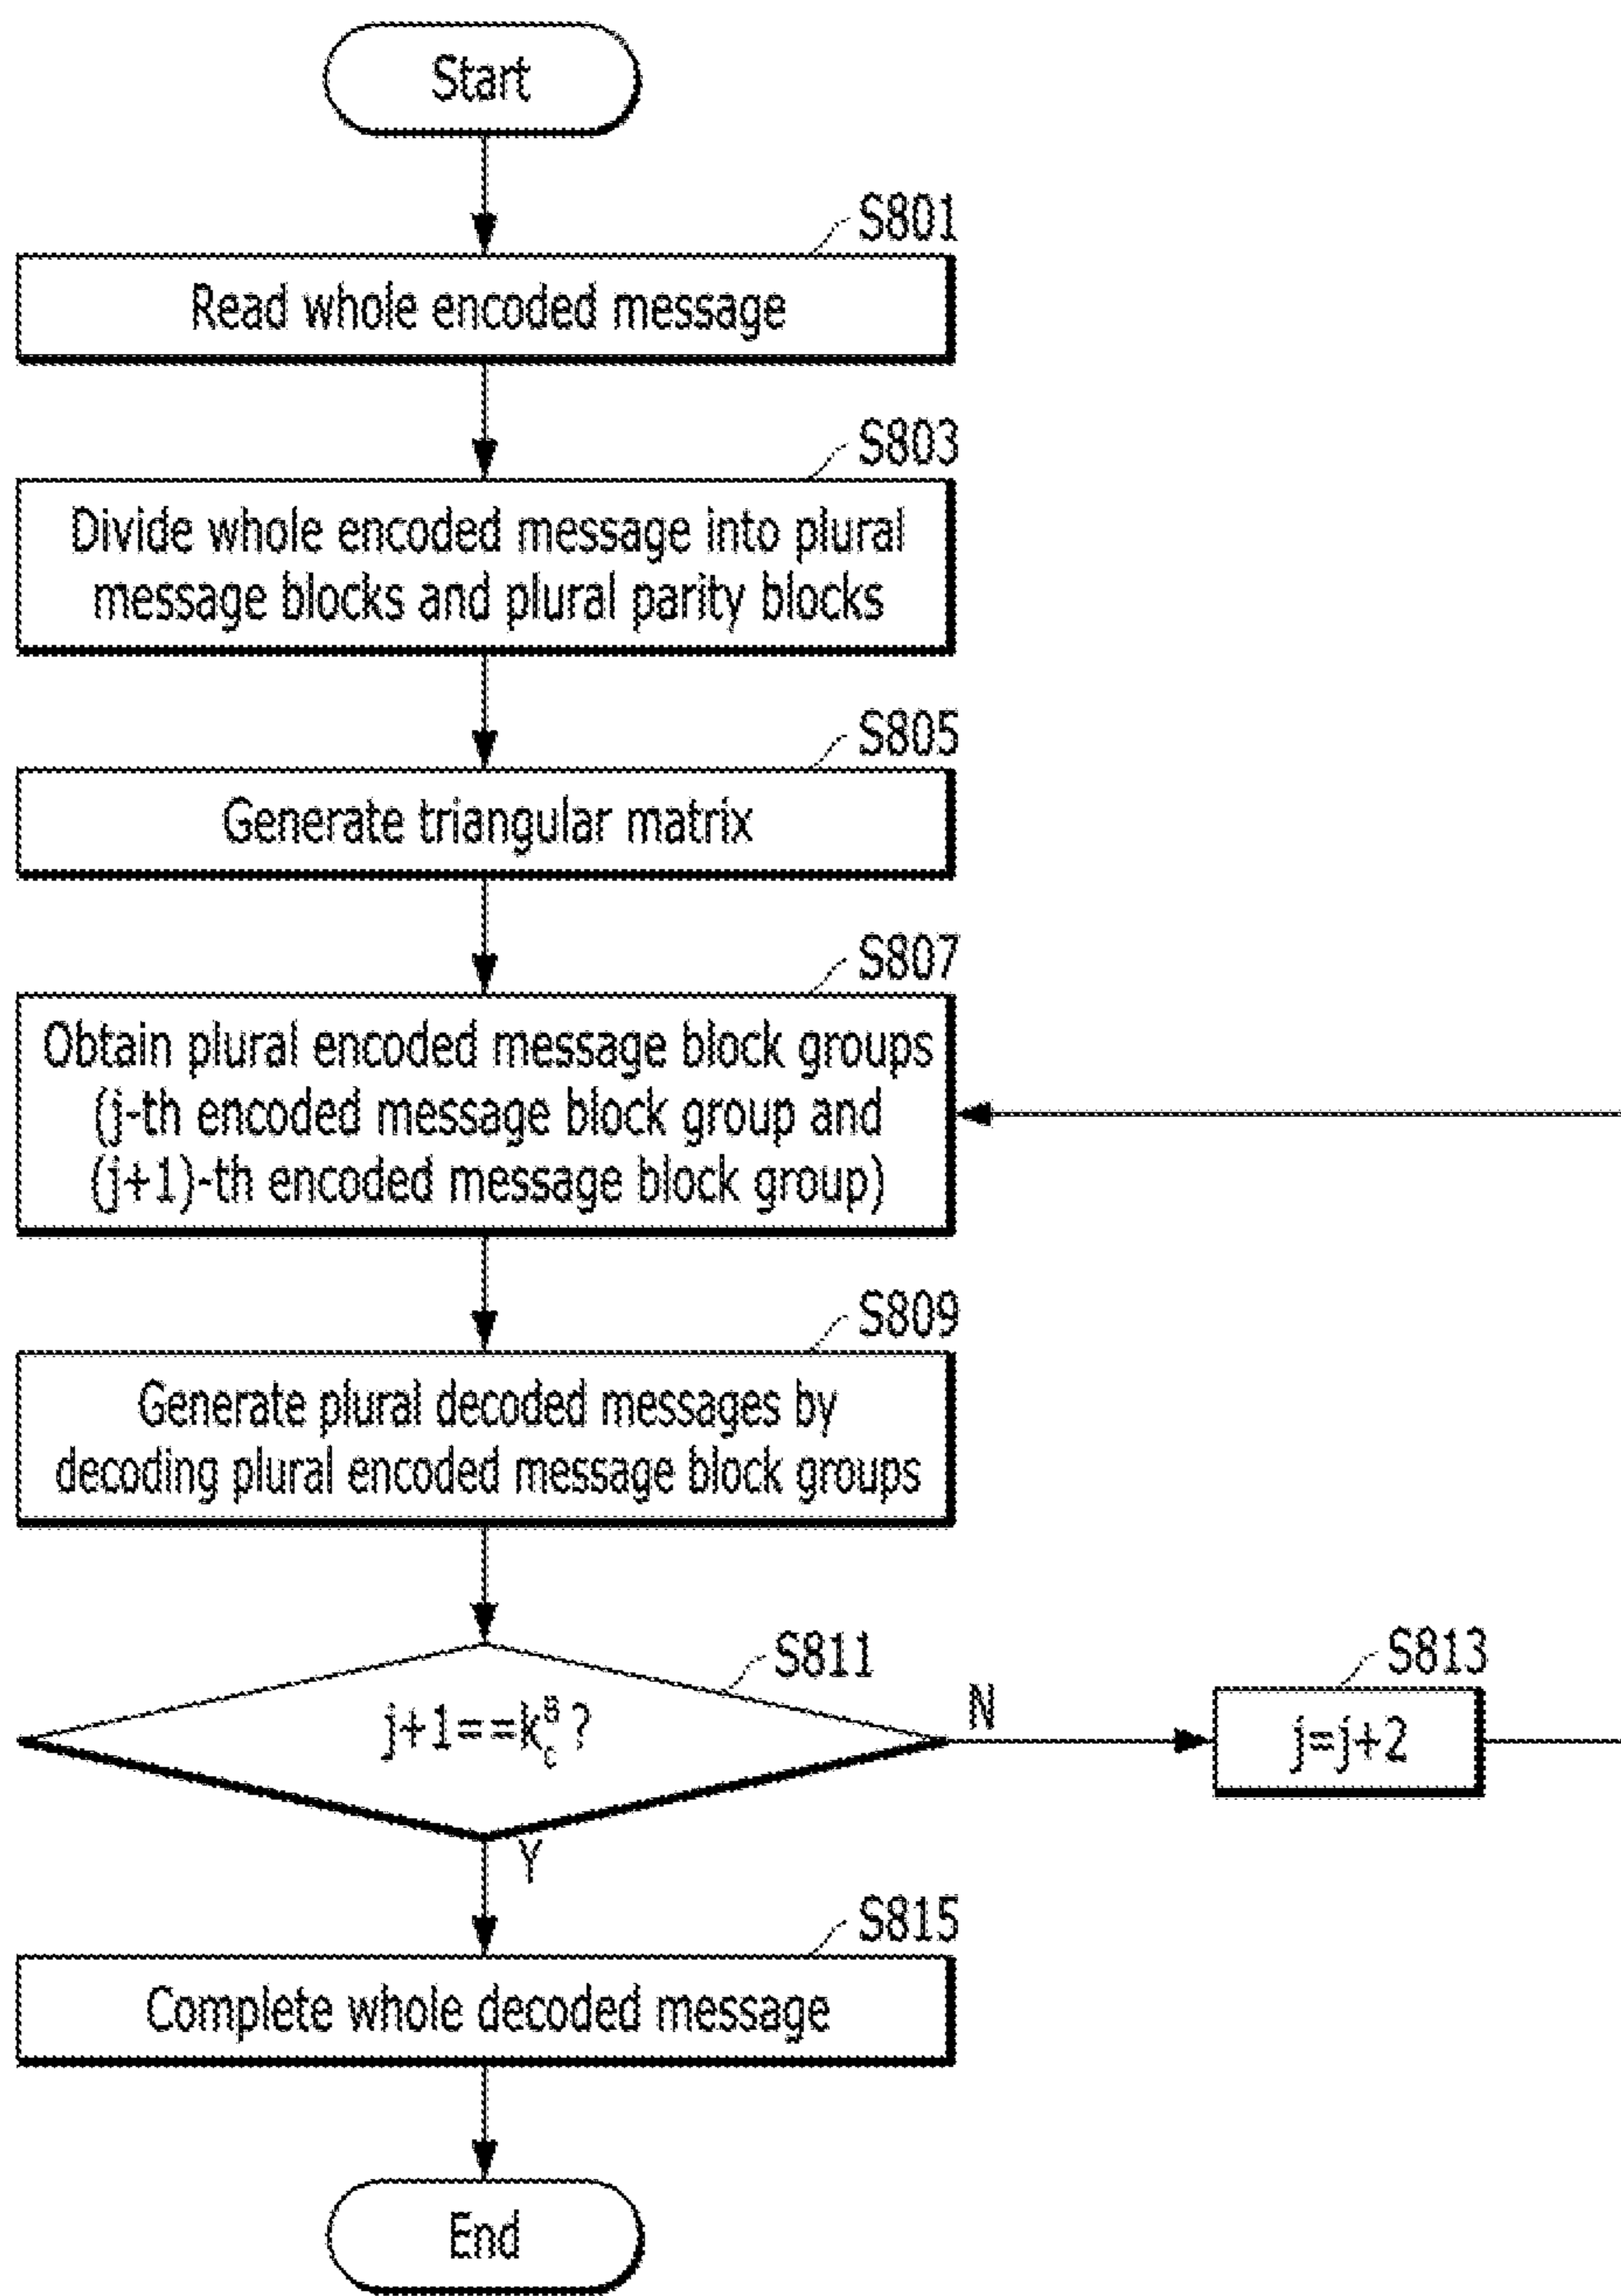 Start
S801
Read whole encoded message
S803
Divide whole encoded message into plural
message blocks and plural parity blocks
S805
Generate triangular matrix
S807
Obtain plural encoded message block groups
(j-th encoded message block group and
(j+1)-th encoded message block group)
S809
Generate plural decoded messages by
decoding plural encoded message block groups
S811
j+1==k_c^B?
N
S813
j=j+2
Y
S815
Complete whole decoded message
End